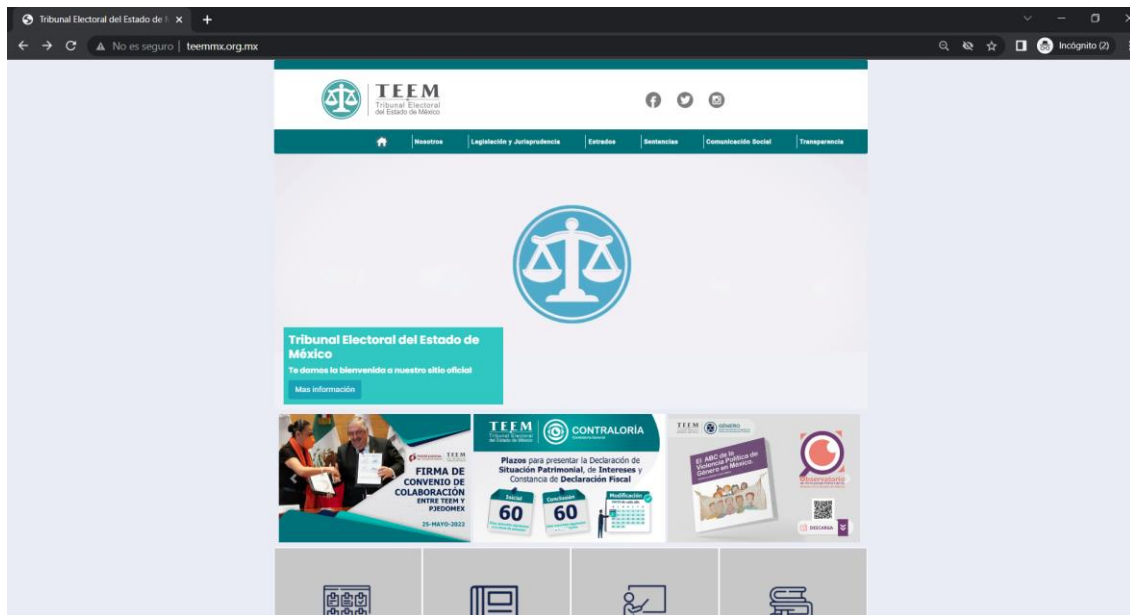 Tribunal Electoral del Estado de
No es seguro | teemmx.org.mx
Incógnito (2)
TEEM
Tribunal Electoral
del Estado de México
Nosotros
Legislación y Jurisprudencia
Estrados
Sentencias
Comunicación Social
Transparencia
Tribunal Electoral del Estado de
México
Te damos la bienvenida a nuestro sitio oficial
Mas información
TEEM
FIRMA DE
CONVENIO DE
COLABORACIÓN
ENTRE TEEM Y
PJEDOMEX
25-MAYO-2022
TEEM
Tribunal Electoral
del Estado de México
CONTRALORÍA
Plazos para presentar la Declaración de
Situación Patrimonial, de Intereses y
Constancia de Declaración Fiscal
Inicial
60
Conclusión
60
Modificación
TEEM
GÉNERO
El ABC de la
Violencia Política de
Género en México.
Observatorio
DESCARGA